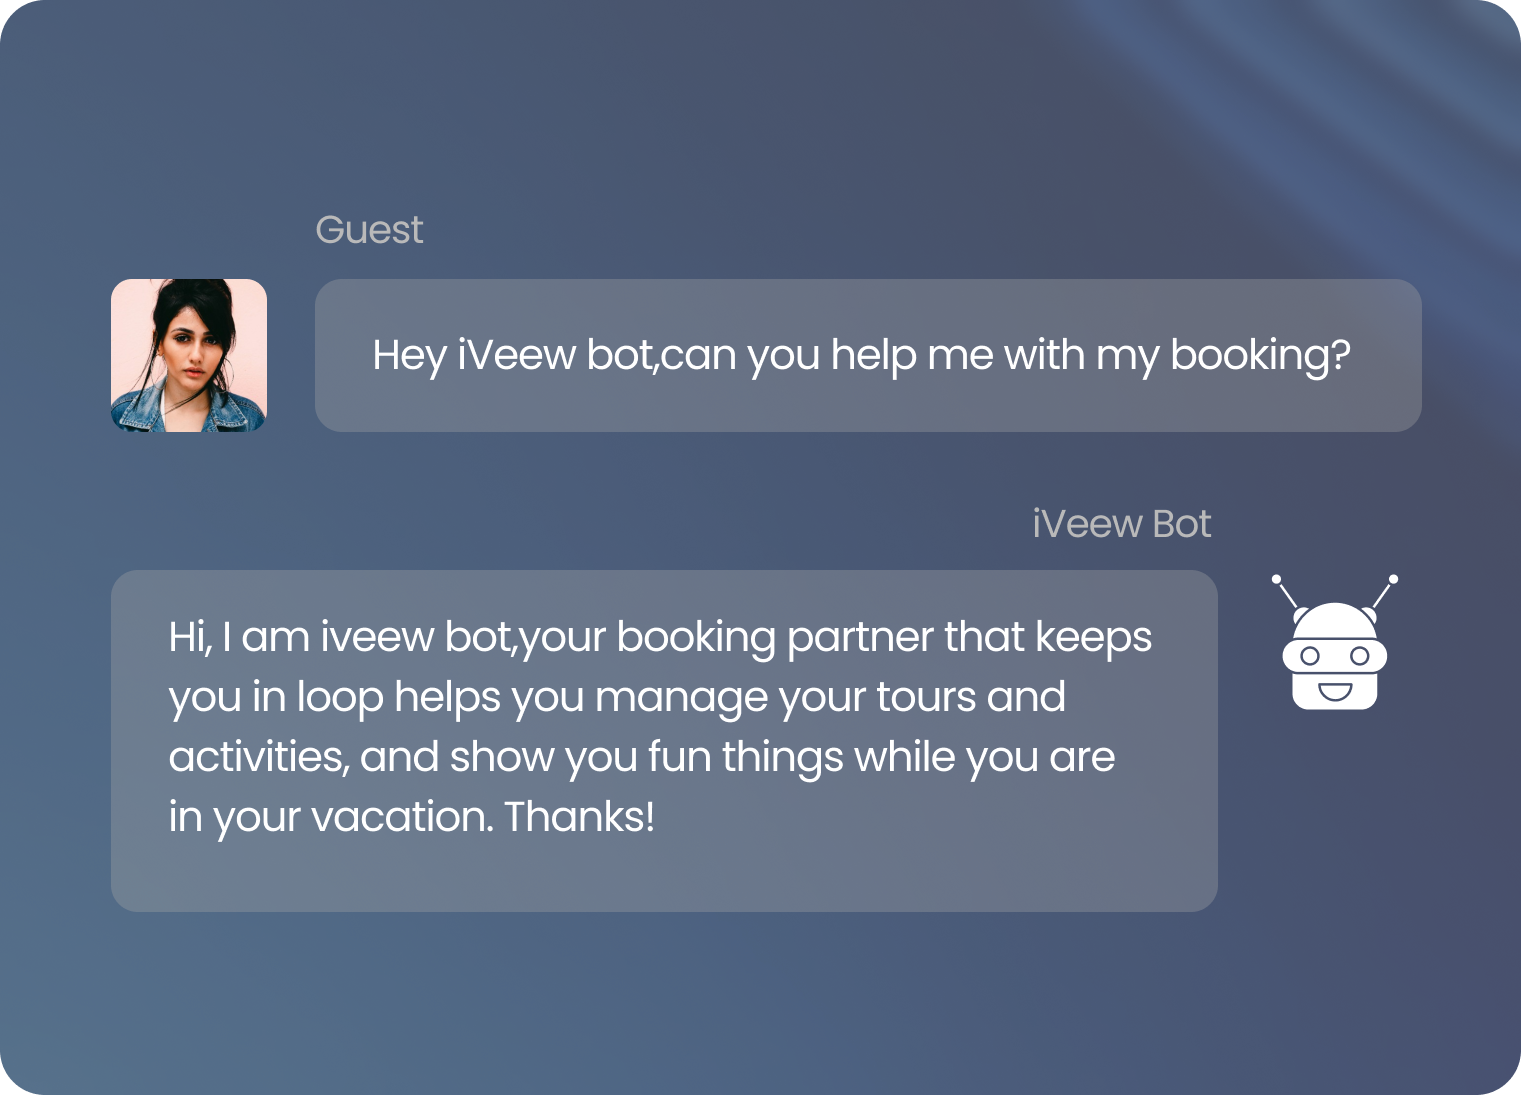 Guest
Hey iVeew bot,can you help me with my booking?
iVeew Bot
Hi, I am iveew bot,your booking partner that keeps
you in loop helps you manage your tours and
activities, and show you fun things while you are
in your vacation. Thanks!